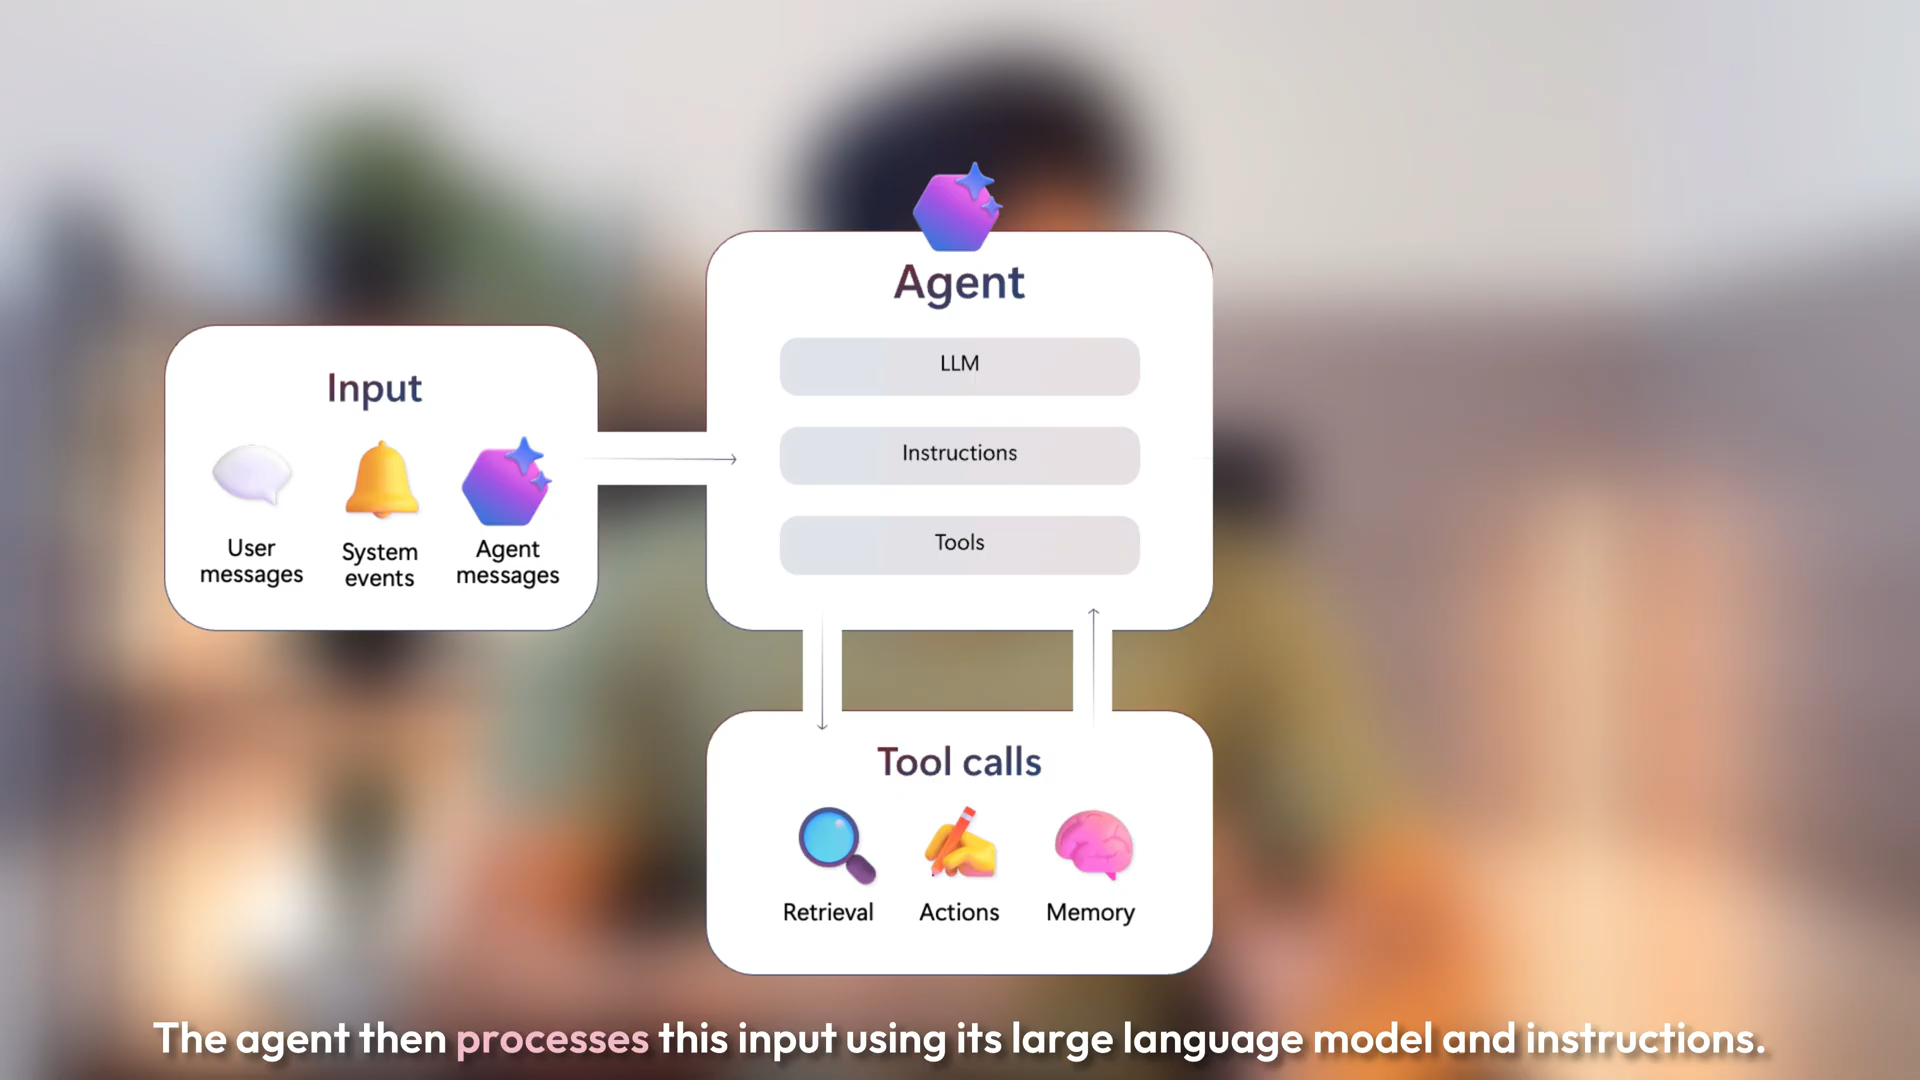 Agent
LLM
Instructions
Tools
Input
User
messages
System
events
Agent
messages
Tool calls
Retrieval
Actions
Memory
The agent then processes this input using its large language model and instructions.